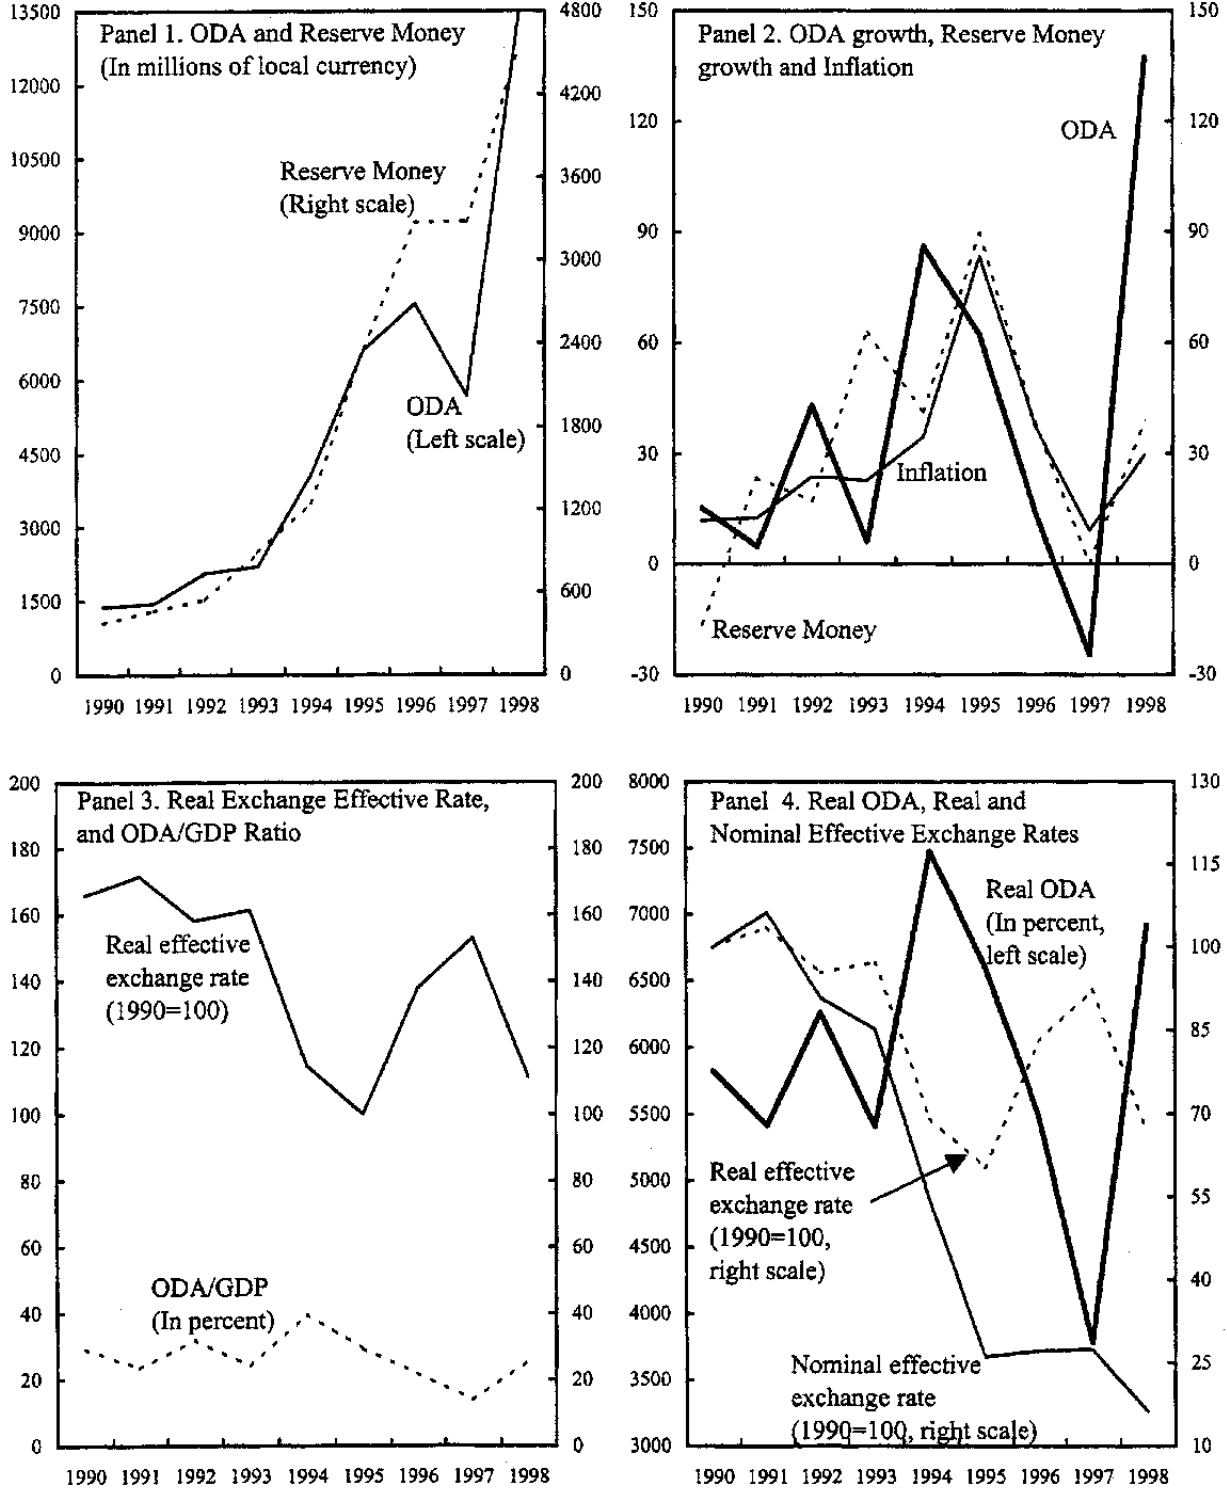 Panel 1. ODA and Reserve Money
(In millions of local currency)
13500
12000
10500
9000
7500
6000
4500
3000
1500
0
4800
4200
3600
3000
2400
1800
1200
600
0
Reserve Money
(Right scale)
ODA
(Left scale)
1990 1991 1992 1993 1994 1995 1996 1997 1998
Panel 2. ODA growth, Reserve Money
growth and Inflation
150
120
90
60
30
0
-30
150
120
90
60
30
0
-30
ODA
Inflation
Reserve Money
1990 1991 1992 1993 1994 1995 1996 1997 1998
Panel 3. Real Exchange Effective Rate,
and ODA/GDP Ratio
200
180
160
140
120
100
80
60
40
20
0
200
180
160
140
120
100
80
60
40
20
0
Real effective
exchange rate
(1990=100)
ODA/GDP
(In percent)
1990 1991 1992 1993 1994 1995 1996 1997 1998
Panel 4. Real ODA, Real and
Nominal Effective Exchange Rates
8000
7500
7000
6500
6000
5500
5000
4500
4000
3500
3000
130
115
100
85
70
55
40
25
10
Real ODA
(In percent,
left scale)
Real effective
exchange rate
(1990=100,
right scale)
Nominal effective
exchange rate
(1990=100, right scale)
1990 1991 1992 1993 1994 1995 1996 1997 1998